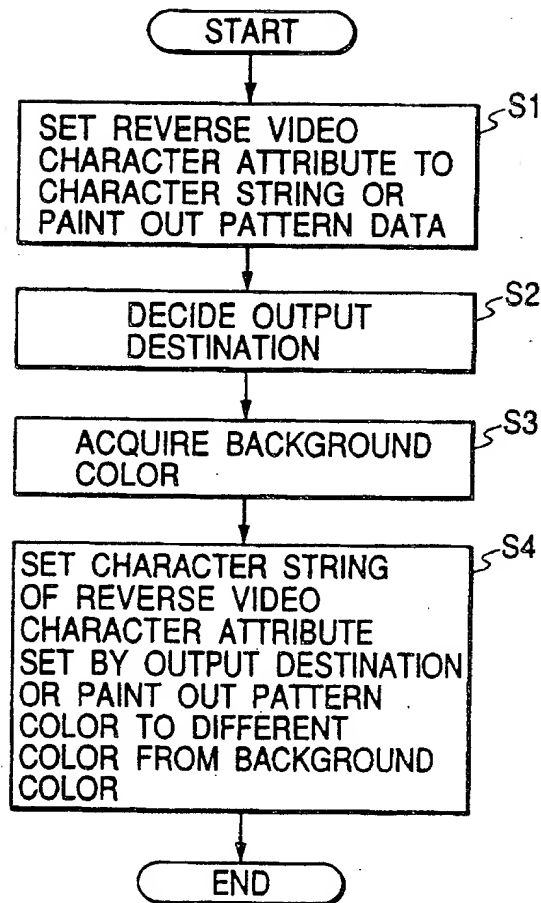 START
S1
SET REVERSE VIDEO
CHARACTER ATTRIBUTE TO
CHARACTER STRING OR
PAINT OUT PATTERN DATA
S2
DECIDE OUTPUT
DESTINATION
S3
ACQUIRE BACKGROUND
COLOR
S4
SET CHARACTER STRING
OF REVERSE VIDEO
CHARACTER ATTRIBUTE
SET BY OUTPUT DESTINATION
OR PAINT OUT PATTERN
COLOR TO DIFFERENT
COLOR FROM BACKGROUND
COLOR
END